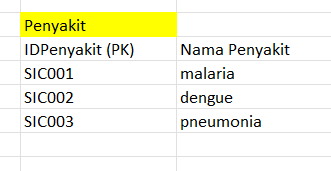 Penyakit
IDPenyakit (PK) Nama Penyakit
SIC001 malaria
SIC002 dengue
SIC003 pneumonia